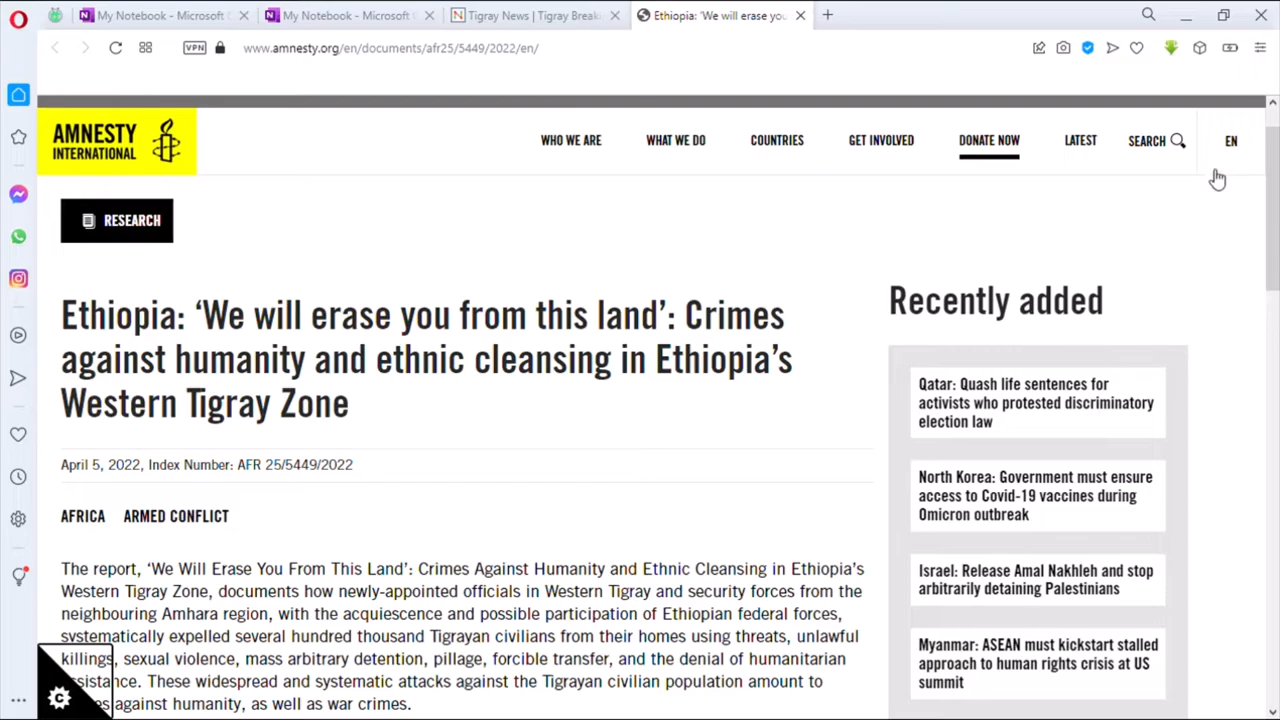 My Notebook - Microsoft
My Notebook - Microsoft
Tigray News | Tigray Break
Ethiopia: ‘We will erase you
VPN
www.amnesty.org/en/documents/afr25/5449/2022/en/
AMNESTY
INTERNATIONAL
WHO WE ARE
WHAT WE DO
COUNTRIES
GET INVOLVED
DONATE NOW
LATEST
SEARCH
EN
RESEARCH
Ethiopia: ‘We will erase you from this land’: Crimes
against humanity and ethnic cleansing in Ethiopia’s
Western Tigray Zone
April 5, 2022, Index Number: AFR 25/5449/2022
AFRICA ARMED CONFLICT
The report, ‘We Will Erase You From This Land’: Crimes Against Humanity and Ethnic Cleansing in Ethiopia’s
Western Tigray Zone, documents how newly-appointed officials in Western Tigray and security forces from the
neighbouring Amhara region, with the acquiescence and possible participation of Ethiopian federal forces,
systematically expelled several hundred thousand Tigrayan civilians from their homes using threats, unlawful
killings, sexual violence, mass arbitrary detention, pillage, forcible transfer, and the denial of humanitarian
These widespread and systematic attacks against the Tigrayan civilian population amount to
against humanity, as well as war crimes.
Recently added
Qatar: Quash life sentences for
activists who protested discriminatory
election law
North Korea: Government must ensure
access to Covid-19 vaccines during
Omicron outbreak
Israel: Release Amal Nakhleh and stop
arbitrarily detaining Palestinians
Myanmar: ASEAN must kickstart stalled
approach to human rights crisis at US
summit